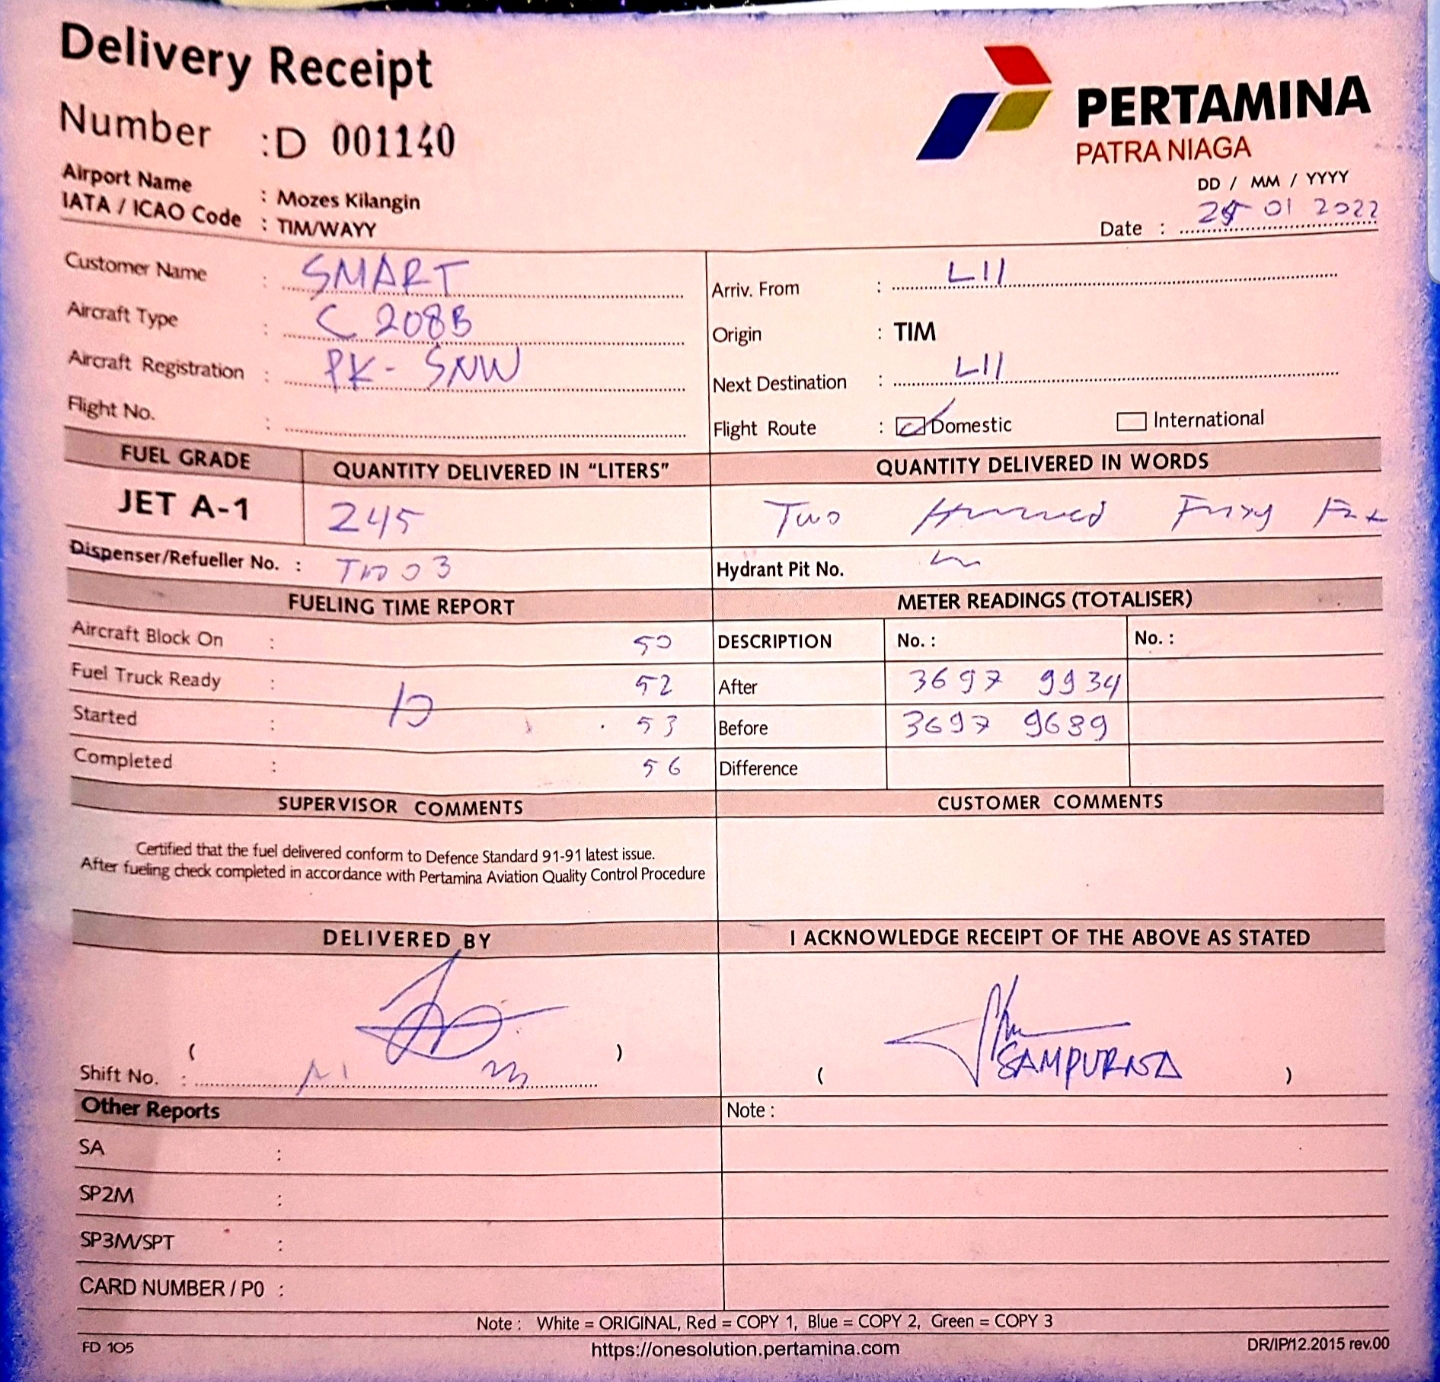 Delivery Receipt
Number : D 001140
PERTAMINA
PATRA NIAGA
Airport Name : Mozes Kilangin
IATA / ICAO Code : TIM/WAYY
DD / MM / YYYY
Date : 01 2022
Customer Name : SMART
Aircraft Type : C 208B
Aircraft Registration : PK-SNW
Flight No. :
Arriv. From : LII
Origin : TIM
Next Destination : LII
Flight Route : Domestic International
FUEL GRADE QUANTITY DELIVERED IN "LITERS" QUANTITY DELIVERED IN WORDS
JET A-1 245 Two
Dispenser/Refueller No. : Hydrant Pit No.
FUELING TIME REPORT METER READINGS (TOTALISER)
Aircraft Block On : 50 DESCRIPTION No. : No. :
Fuel Truck Ready : 52 After 3697 9934
Started : 53 Before 3697 9689
Completed : 56 Difference
SUPERVISOR COMMENTS CUSTOMER COMMENTS
Certified that the fuel delivered conform to Defence Standard 91-91 latest issue.
After fueling check completed in accordance with Pertamina Aviation Quality Control Procedure
DELIVERED BY I ACKNOWLEDGE RECEIPT OF THE ABOVE AS STATED
( ) ( SAMPURNA )
Shift No. :
Other Reports Note :
SA :
SP2M :
SP3M/SPT :
CARD NUMBER / PO :
Note : White = ORIGINAL, Red = COPY 1, Blue = COPY 2, Green = COPY 3
FD 105 https://onesolution.pertamina.com DR/IP/12.2015 rev.00